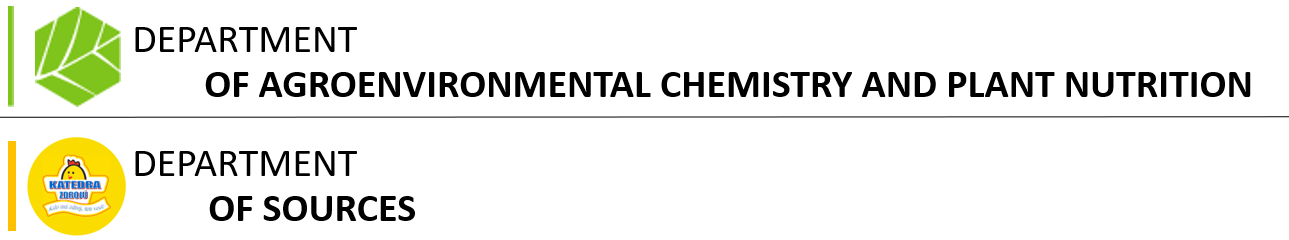 DEPARTMENT
OF AGROENVIRONMENTAL CHEMISTRY AND PLANT NUTRITION
DEPARTMENT
OF SOURCES
KATEDRA
ZDROJŮ